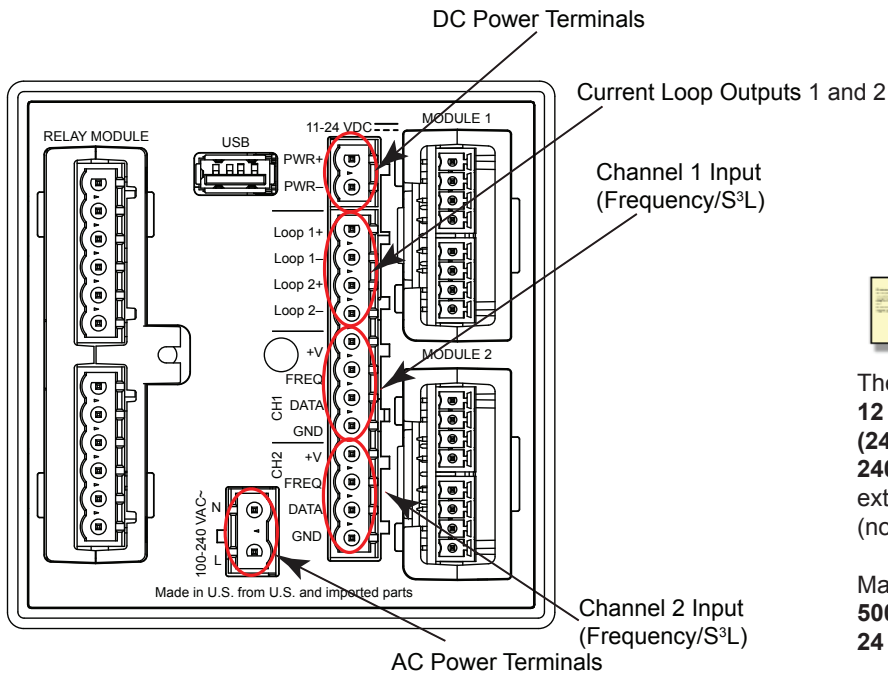 DC Power Terminals
Current Loop Outputs 1 and 2
11-24 VDC
MODULE 1
RELAY MODULE
USB
PWR+
PWR–
Channel 1 Input
(Frequency/S³L)
Loop 1+
Loop 1–
Loop 2+
Loop 2–
+V
MODULE 2
FREQ
DATA
GND
CH1
+V
FREQ
DATA
GND
CH2
N
L
100-240 VAC~
Made in U.S. from U.S. and imported parts
Channel 2 Input
(Frequency/S³L)
AC Power Terminals
The
12
(24
240
ext
(no
Ma
500
24